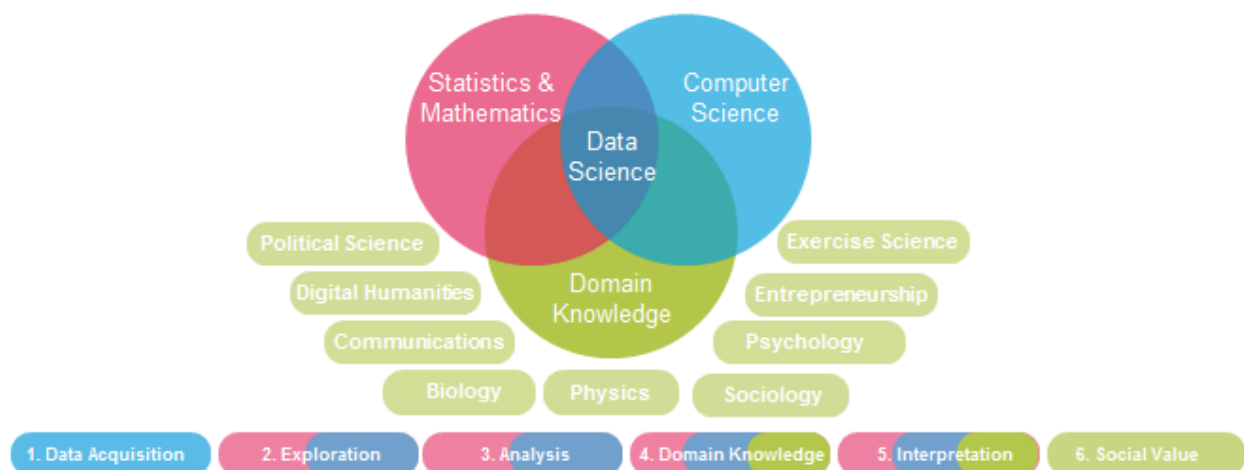 Statistics &
Mathematics
Computer
Science
Data
Science
Domain
Knowledge
Political Science
Digital Humanities
Communications
Biology
Physics
Exercise Science
Entrepreneurship
Psychology
Sociology
1. Data Acquisition
2. Exploration
3. Analysis
4. Domain Knowledge
5. Interpretation
6. Social Value